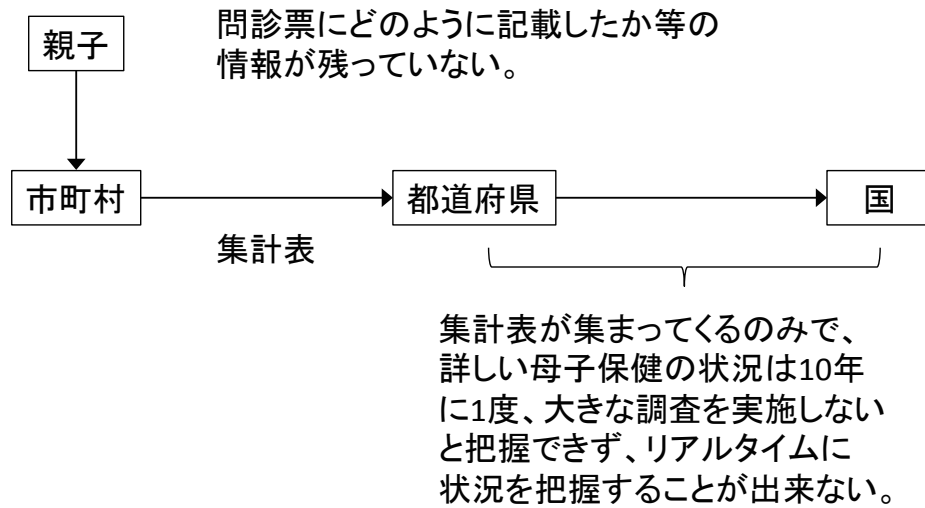 親子
問診票にどのように記載したか等の
情報が残っていない。
市町村
都道府県
国
集計表
集計表が集まってくるのみで、
詳しい母子保健の状況は10年
に1度、大きな調査を実施しない
と把握できず、リアルタイムに
状況を把握することが出来ない。